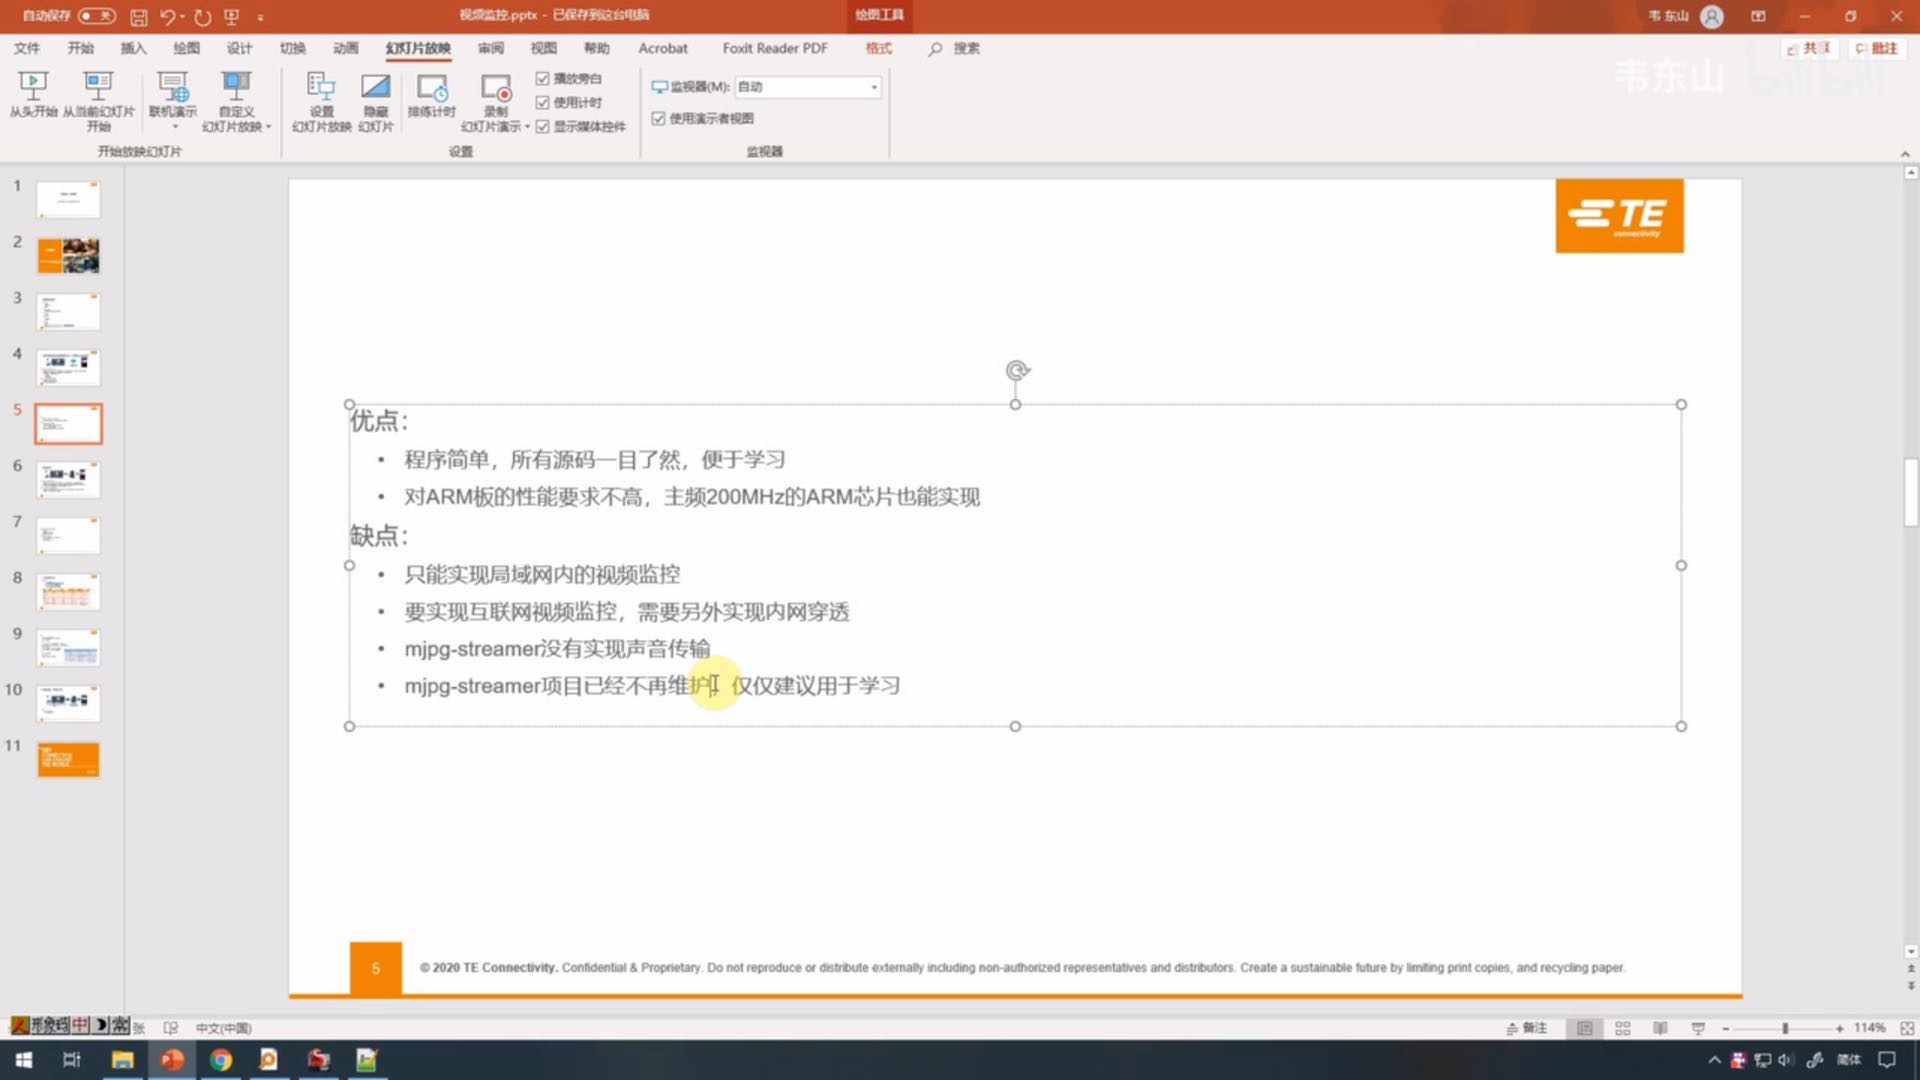 自动保存 关
视频监控.pptx - 已保存到这台电脑
绘图工具
韦 东山
文件 开始 插入 绘图 设计 切换 动画 幻灯片放映 审阅 视图 帮助 Acrobat Foxit Reader PDF 格式 搜索
共享 批注
韦东山 bilibili
从头开始
从当前幻灯片
开始
联机演示
自定义
幻灯片放映
开始放映幻灯片
设置
幻灯片放映
隐藏
幻灯片
排练计时
录制
幻灯片演示
播放旁白
使用计时
显示媒体控件
设置
监视器(M): 自动
使用演示者视图
监视器
1
2
3
4
5
6
7
8
9
10
11
TE
connectivity
优点：
• 程序简单，所有源码一目了然，便于学习
• 对ARM板的性能要求不高，主频200MHz的ARM芯片也能实现
缺点：
• 只能实现局域网内的视频监控
• 要实现互联网视频监控，需要另外实现内网穿透
• mjpg-streamer没有实现声音传输
• mjpg-streamer项目已经不再维护，仅仅建议用于学习
5
© 2020 TE Connectivity. Confidential & Proprietary. Do not reproduce or distribute externally including non-authorized representatives and distributors. Create a sustainable future by limiting print copies, and recycling paper.
张 中文(中国)
备注
114%
简体